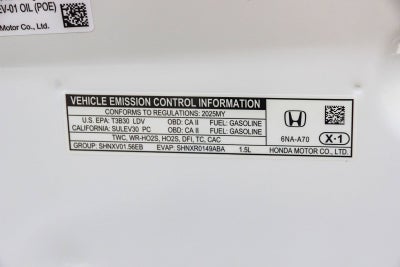 EV-01 OIL (POE)
Motor Co., Ltd.
VEHICLE EMISSION CONTROL INFORMATION
CONFORMS TO REGULATIONS: 2025MY
U.S. EPA: T3B30 LDV OBD: CA II FUEL: GASOLINE
CALIFORNIA: SULEV30 PC OBD: CA II FUEL: GASOLINE
TWC, WR-HO2S, HO2S, DFI, TC, CAC
GROUP: SHNXV01.56EB EVAP: SHNXR0149ABA 1.5L
6NA-A70 X-1
HONDA MOTOR CO., LTD.